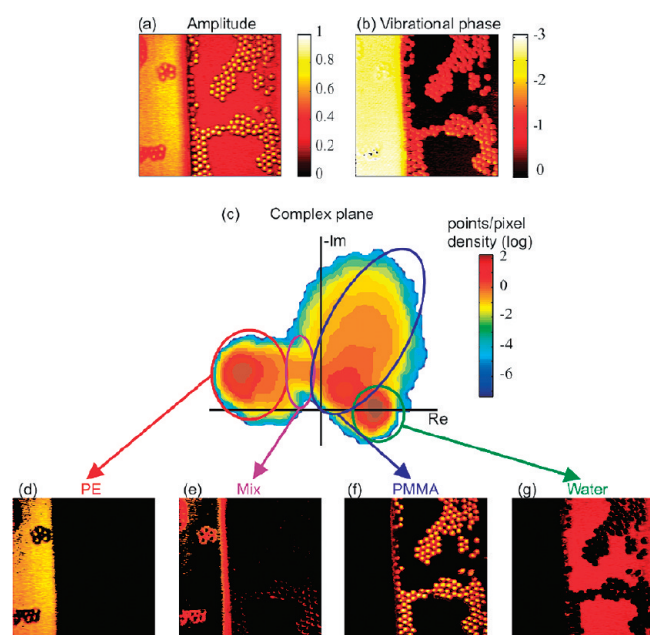 (a) Amplitude
(b) Vibrational phase
1
0.8
0.6
0.4
0.2
0
-3
-2
-1
0
(c) Complex plane
-Im
Re
points/pixel
density (log)
2
0
-2
-4
-6
(d) PE
(e) Mix
(f) PMMA
(g) Water